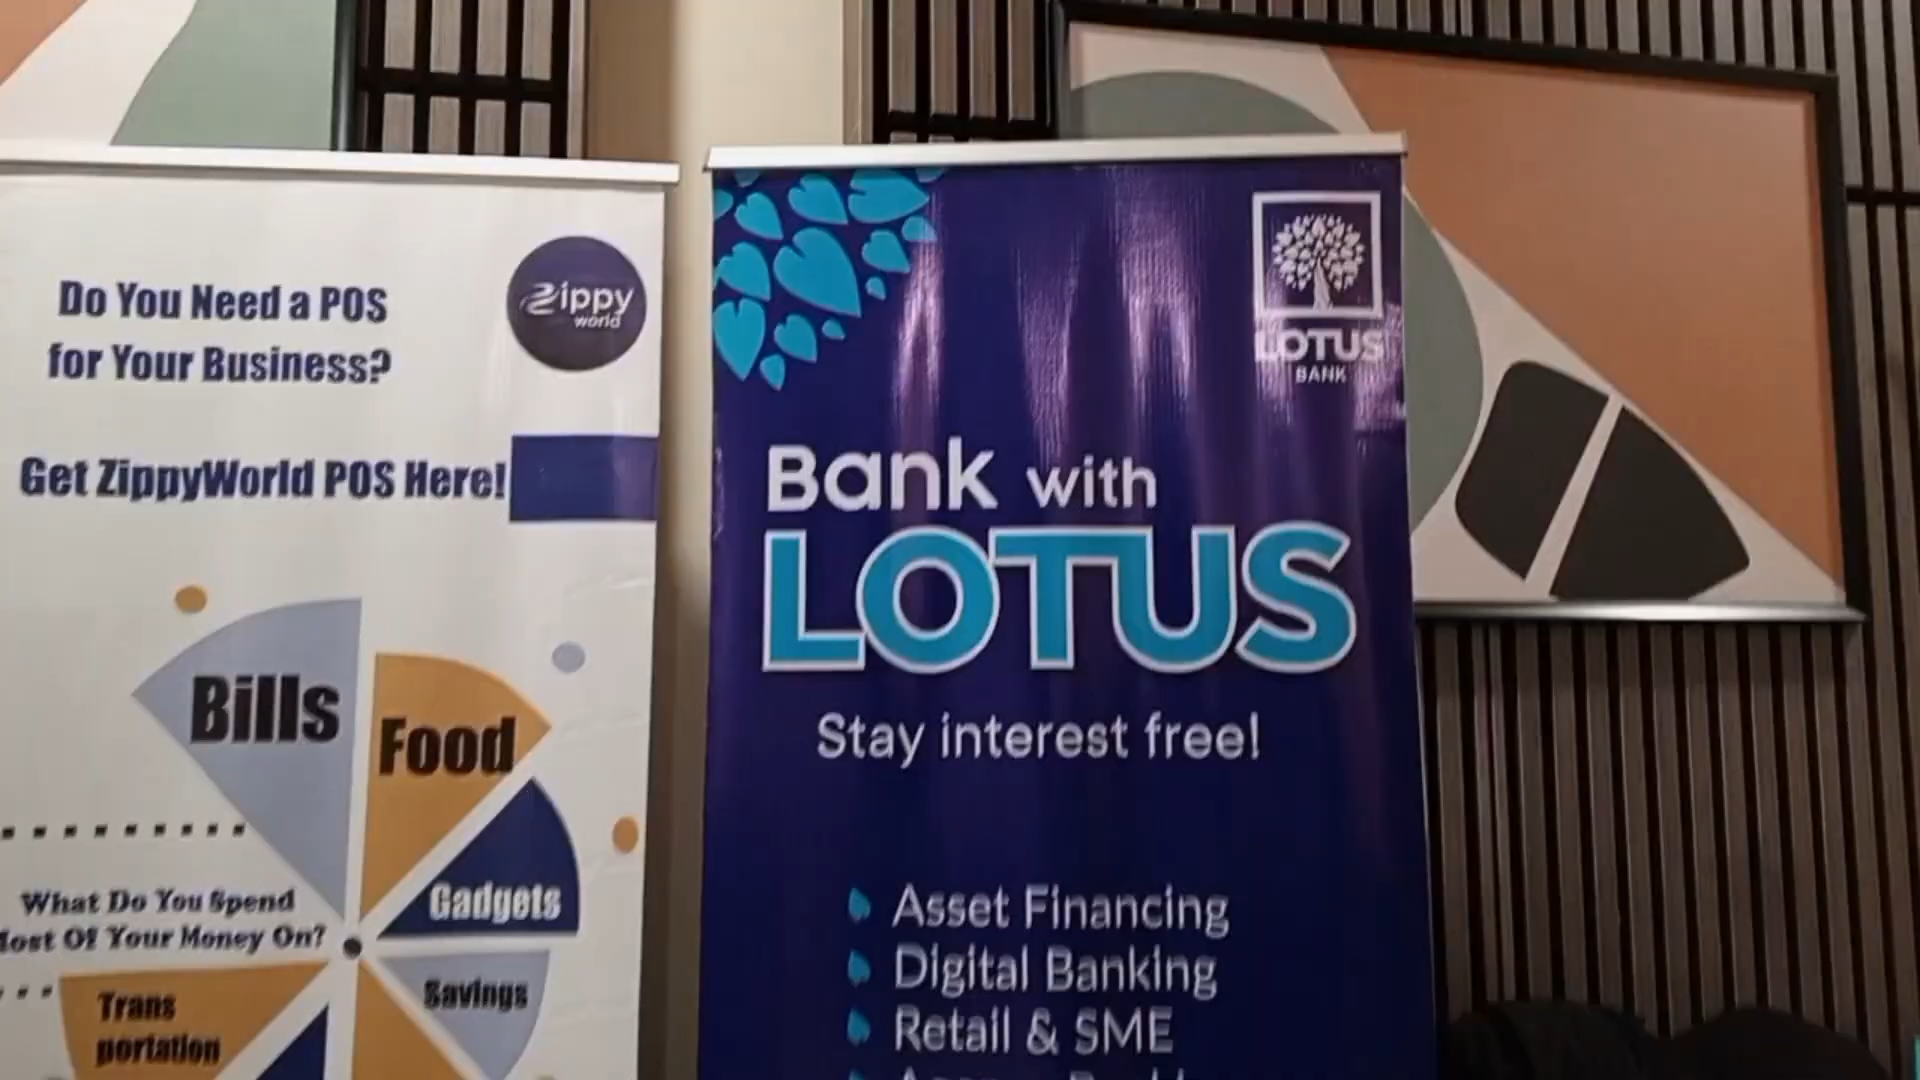 Do You Need a POS
for Your Business?
Zippy
world
Get ZippyWorld POS Here!
Bills
Food
Gadgets
What Do You Spend
Of Your Money On?
Savings
Trans
portation
LOTUS
BANK
Bank with
LOTUS
Stay interest free!
Asset Financing
Digital Banking
Retail & SME